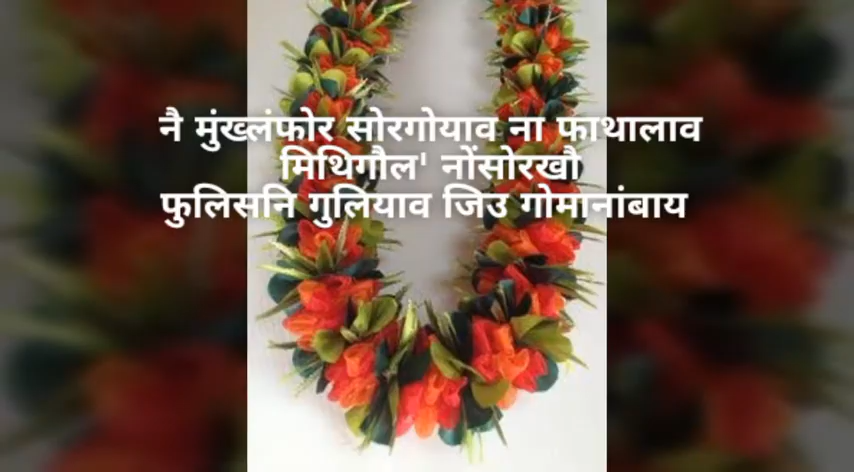 नै मुंख्लंफोर सोरगोयाव ना फाथालाव
मिथिगौल' नोंसोरखौ
फुलिसनि गुलियाव जिउ गोमानांबाय